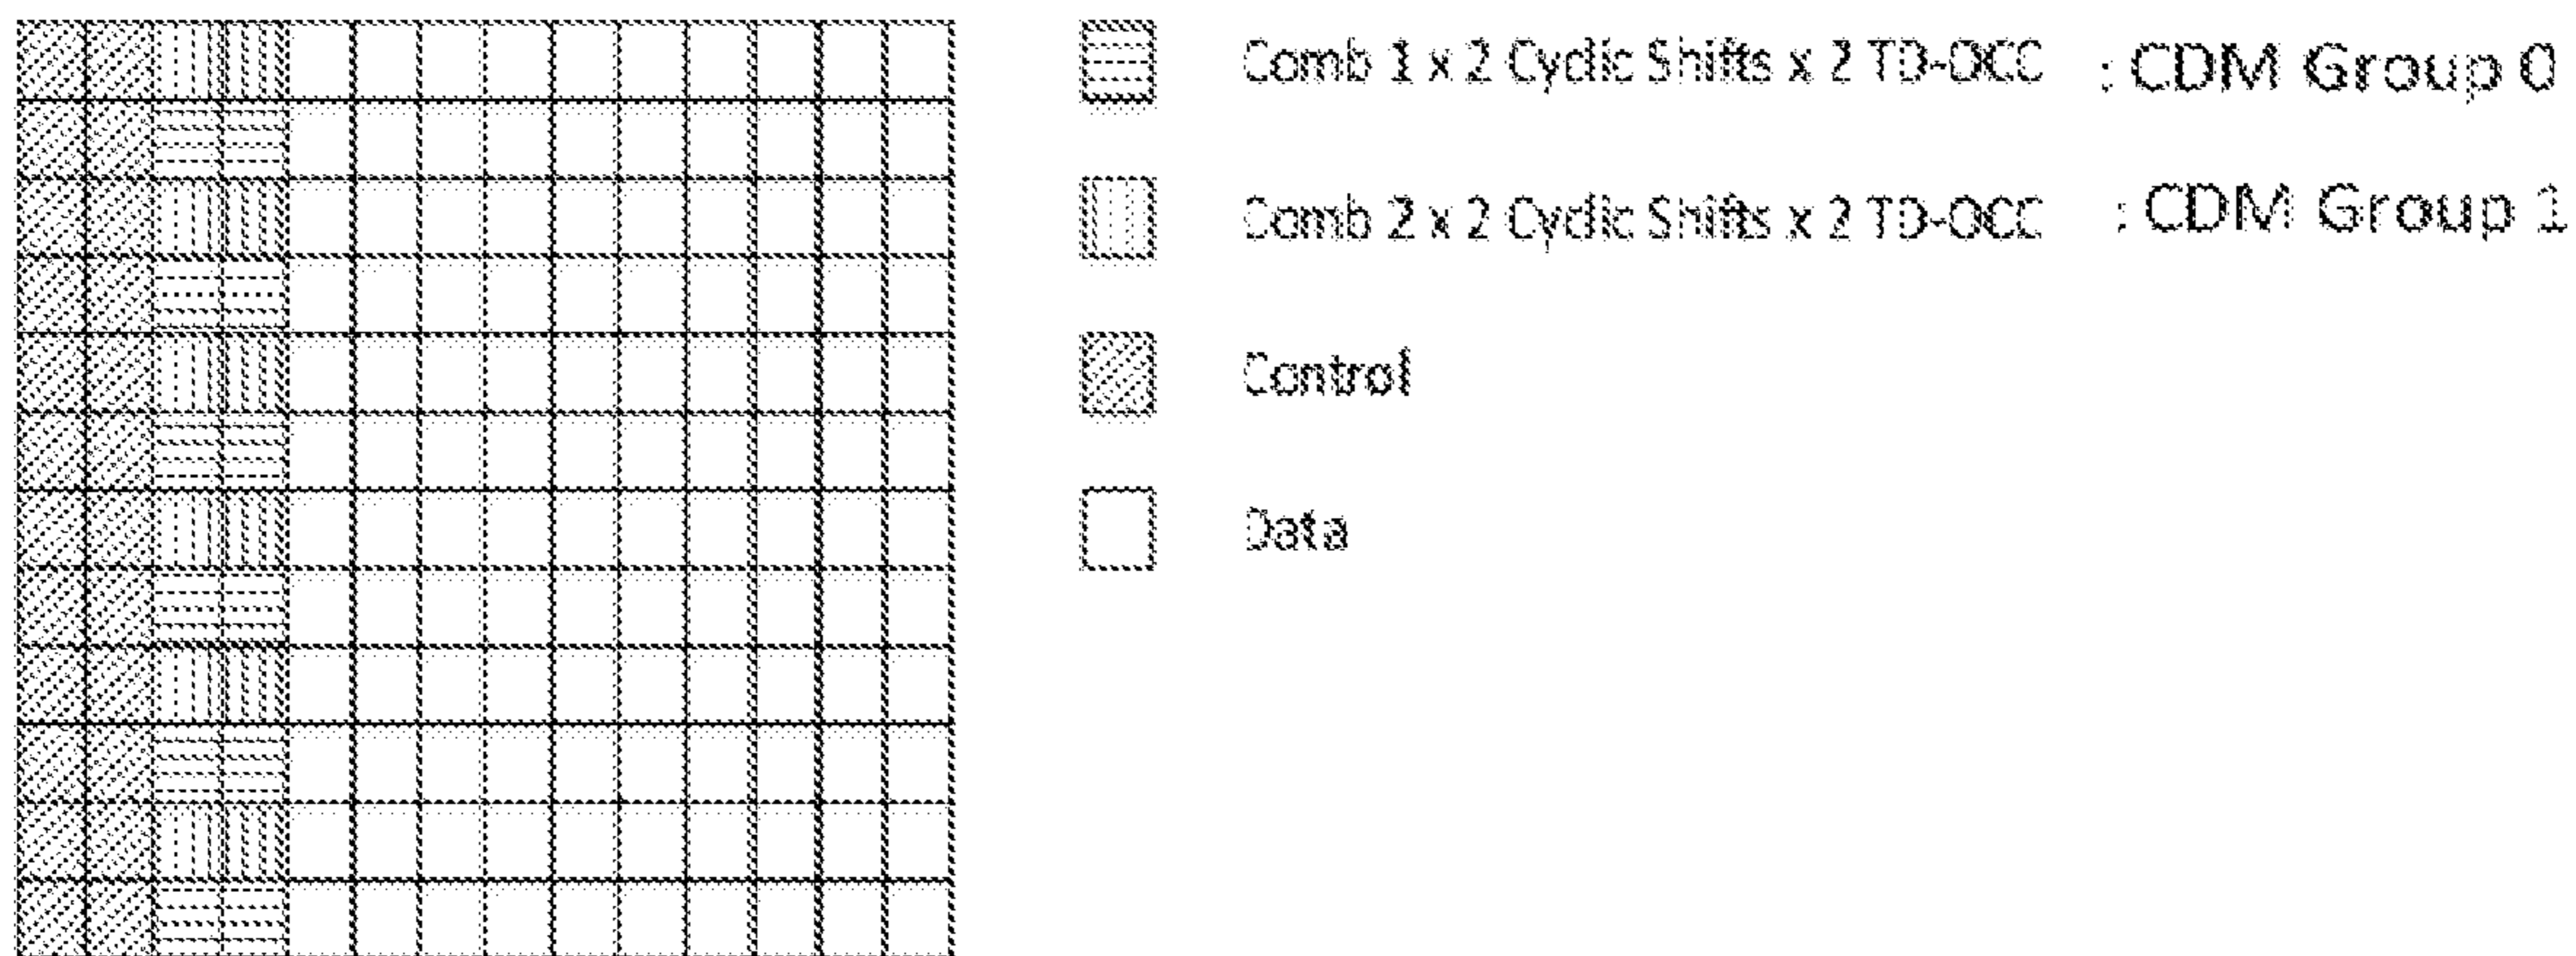 Comb 1 x 2 Cyclic Shifts x 2 TD-OCC : CDM Group 0
Comb 2 x 2 Cyclic Shifts x 2 TD-OCC : CDM Group 1
Control
Data